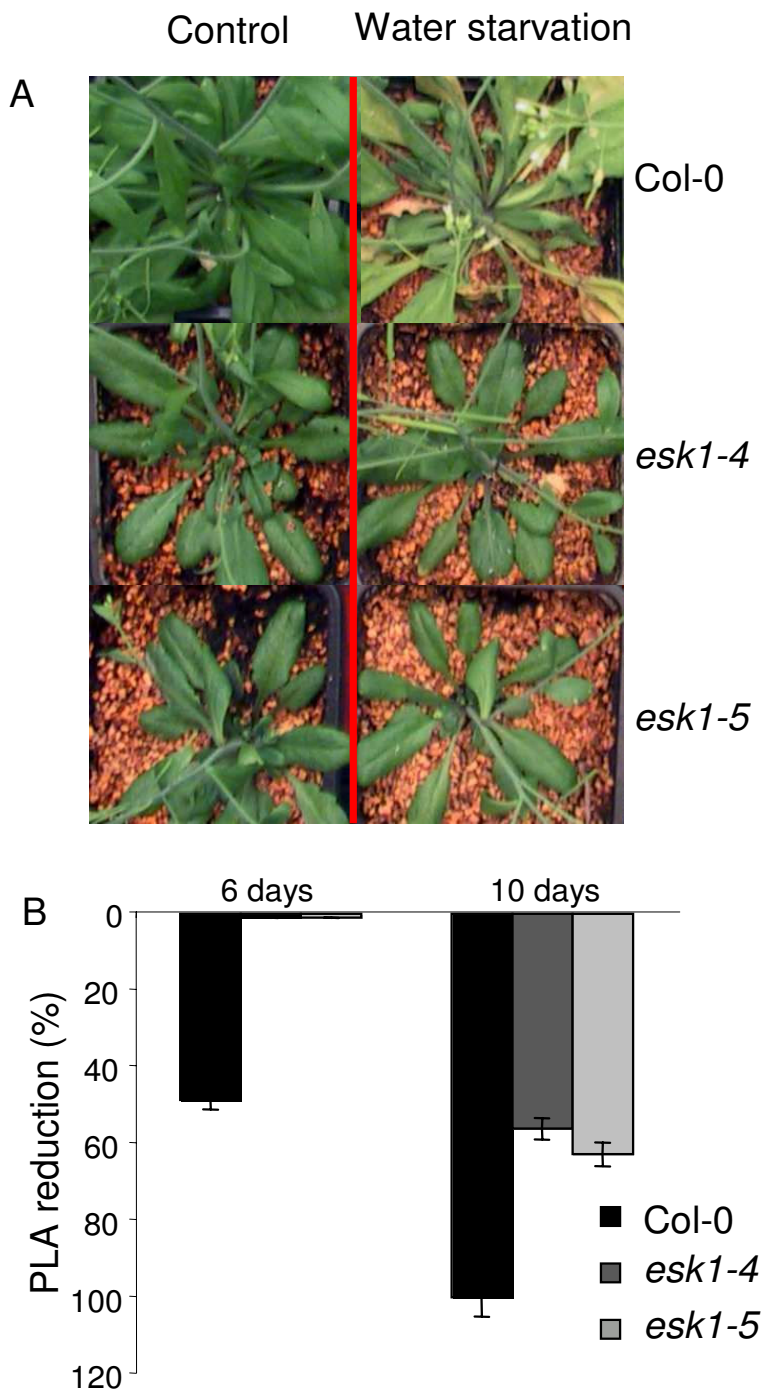 Control Water starvation
A
Col-0
esk1-4
esk1-5
B
6 days 10 days
0
20
40
60
80
100
120
PLA reduction (%)
Col-0
esk1-4
esk1-5